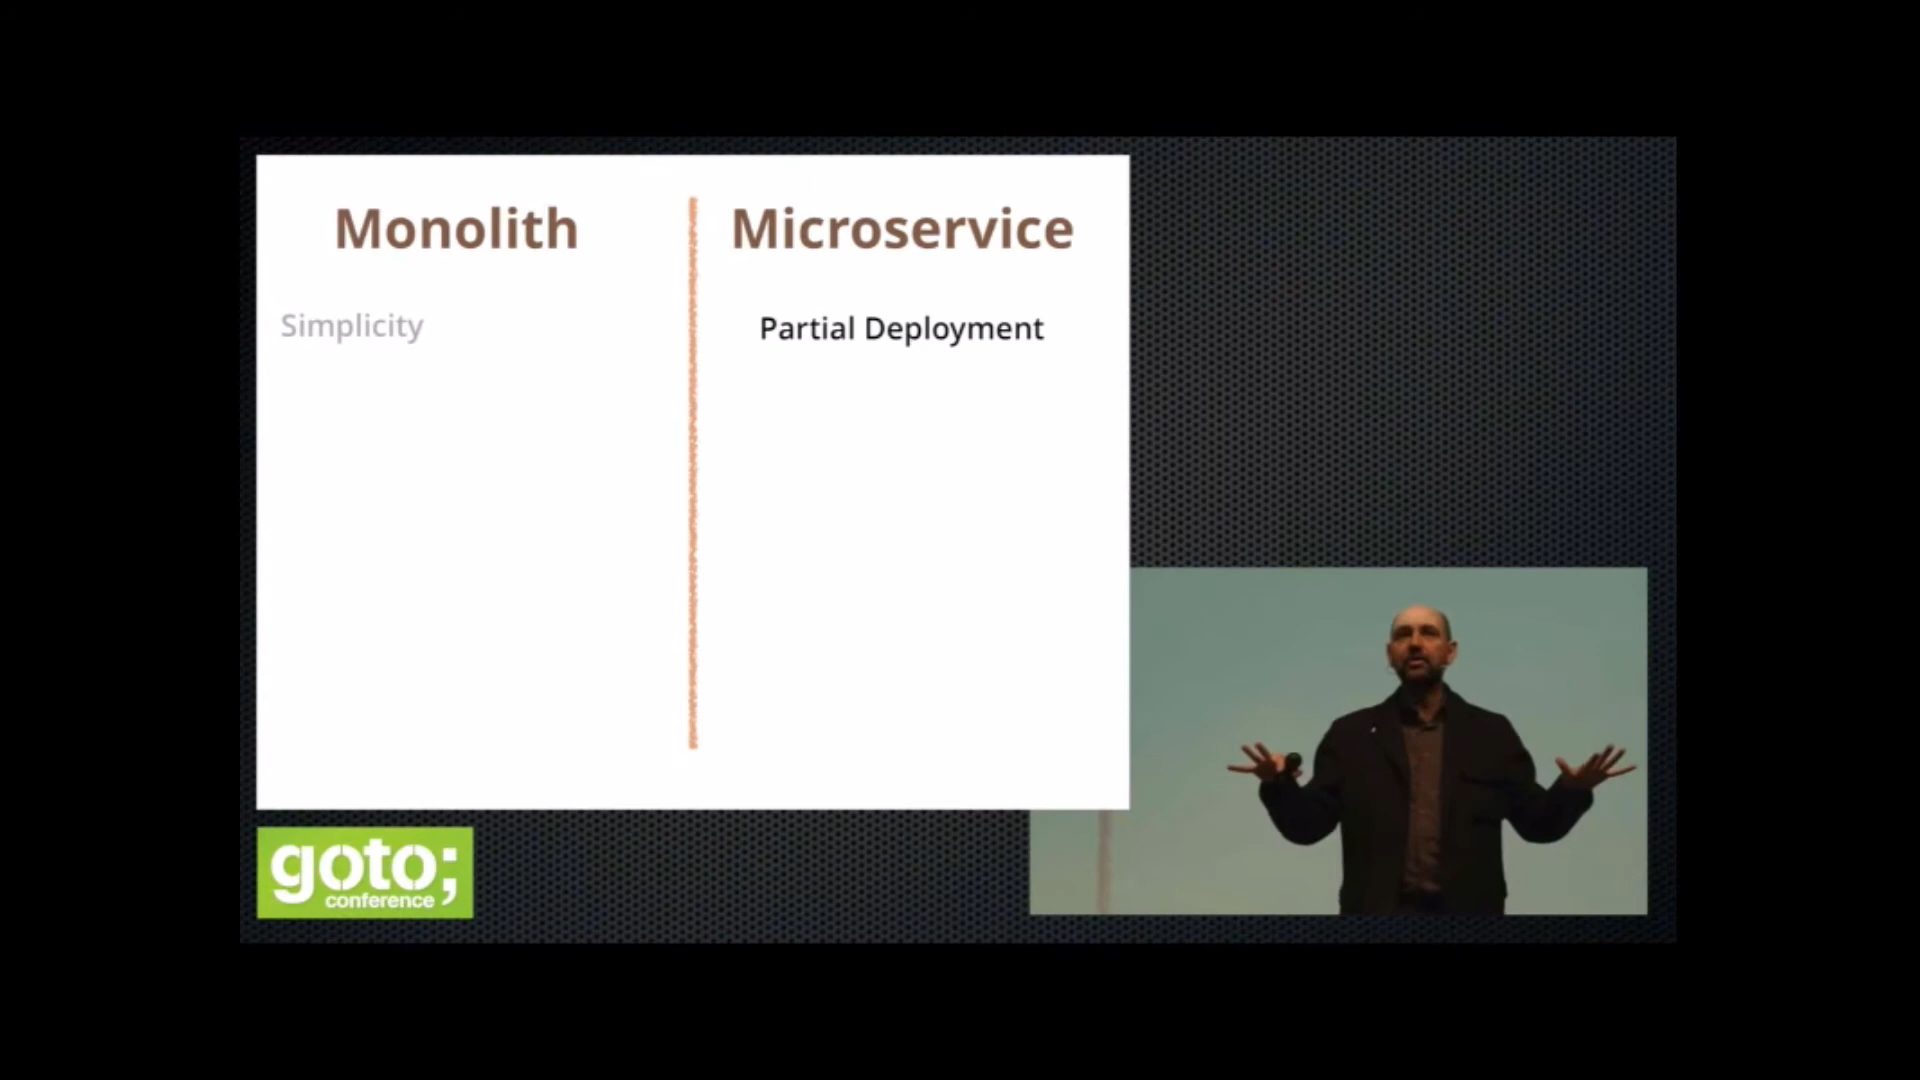 Monolith
Microservice
Simplicity
Partial Deployment
goto;
conference